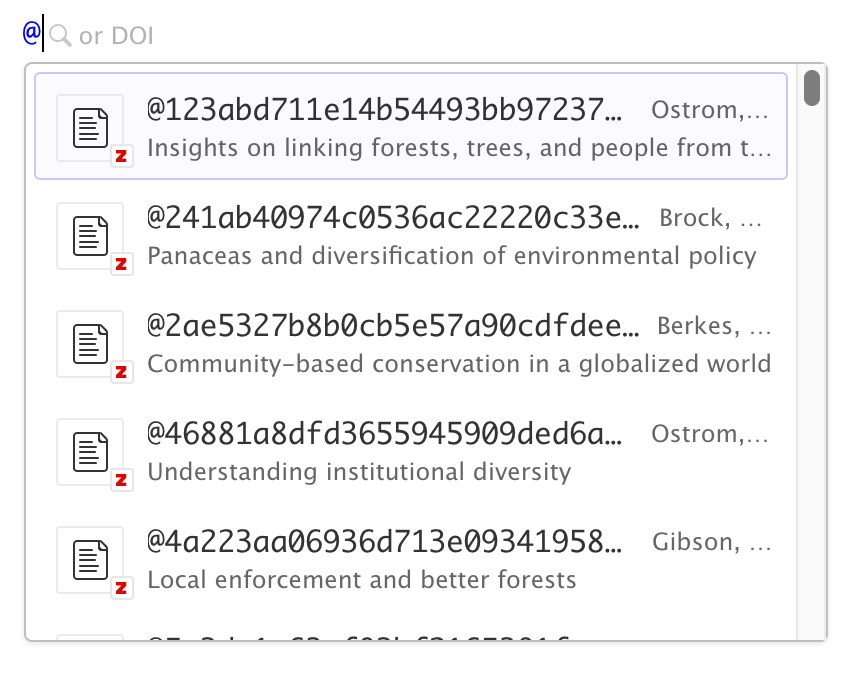 @ or DOI
@123abd711e14b54493bb97237… Ostrom,…
Insights on linking forests, trees, and people from t…
z
@241ab40974c0536ac22220c33e… Brock, …
Panaceas and diversification of environmental policy
z
@2ae5327b8b0cb5e57a90cdfdee… Berkes, …
Community-based conservation in a globalized world
z
@46881a8dfd3655945909ded6a… Ostrom,…
Understanding institutional diversity
z
@4a223aa06936d713e09341958… Gibson, …
Local enforcement and better forests
z